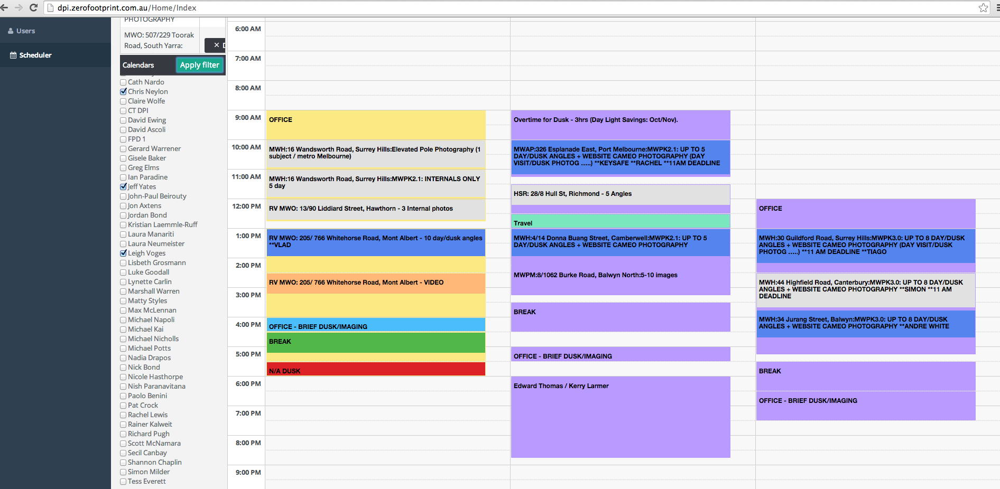 dpi.zerofootprint.com.au/Home/Index
Users
Scheduler
PHOTOGRAPHY
MWO: 507/229 Toorak
Road, South Yarra:
Calendars
Apply filter
Cath Nardo
Chris Neylon
Claire Wolfe
CT DPI
David Ewing
David Ascoli
FPD 1
Gerard Warrener
Gisele Baker
Greg Elms
Ian Paradine
Jeff Yates
John-Paul Beirouty
Jon Axtens
Jordan Bond
Kristian Laemmle-Ruff
Laura Manariti
Laura Neumeister
Leigh Voges
Lisbeth Grosmann
Luke Goodall
Lynette Carlin
Marshall Warren
Matty Styles
Max McLennan
Michael Napoli
Michael Kai
Michael Nicholls
Michael Potts
Nadia Drapos
Nick Bond
Nicole Hasthorpe
Nish Paranavitana
Paolo Benini
Pat Crock
Rachel Lewis
Rainer Kalweit
Richard Pugh
Scott McNamara
Secil Canbay
Shannon Chaplin
Simon Milder
Tess Everett
6:00 AM
7:00 AM
8:00 AM
9:00 AM
10:00 AM
11:00 AM
12:00 PM
1:00 PM
2:00 PM
3:00 PM
4:00 PM
5:00 PM
6:00 PM
7:00 PM
8:00 PM
9:00 PM
OFFICE
MWH:16 Wandsworth Road, Surrey Hills:Elevated Pole Photography (1
subject / metro Melbourne)
MWH:16 Wandsworth Road, Surrey Hills:MWPK2.1: INTERNALS ONLY
5 day
RV MWO: 13/90 Liddiard Street, Hawthorn - 3 Internal photos
RV MWO: 205/ 766 Whitehorse Road, Mont Albert - 10 day/dusk angles
**VLAD
RV MWO: 205/ 766 Whitehorse Road, Mont Albert - VIDEO
OFFICE - BRIEF DUSK/IMAGING
BREAK
N/A DUSK
Overtime for Dusk - 3hrs (Day Light Savings: Oct/Nov).
MWAP:326 Esplanade East, Port Melbourne:MWPK2.1: UP TO 5
DAY/DUSK ANGLES + WEBSITE CAMEO PHOTOGRAPHY (DAY
VISIT/DUSK PHOTOG .....) **KEYSAFE **RACHEL **11AM DEADLINE
HSR: 28/8 Hull St, Richmond - 5 Angles
Travel
MWH:4/14 Donna Buang Street, Camberwell:MWPK2.1: UP TO 5
DAY/DUSK ANGLES + WEBSITE CAMEO PHOTOGRAPHY
MWPM:8/1062 Burke Road, Balwyn North:5-10 images
BREAK
OFFICE - BRIEF DUSK/IMAGING
Edward Thomas / Kerry Larmer
OFFICE
MWH:30 Guildford Road, Surrey Hills:MWPK3.0: UP TO 8 DAY/DUSK
ANGLES + WEBSITE CAMEO PHOTOGRAPHY (DAY VISIT/DUSK
PHOTOG .....) **11 AM DEADLINE **TIAGO
MWH:44 Highfield Road, Canterbury:MWPK3.0: UP TO 8 DAY/DUSK
ANGLES + WEBSITE CAMEO PHOTOGRAPHY **SIMON **11 AM
DEADLINE
MWH:34 Jurang Street, Balwyn:MWPK3.0: UP TO 8 DAY/DUSK
ANGLES + WEBSITE CAMEO PHOTOGRAPHY **ANDRE WHITE
BREAK
OFFICE - BRIEF DUSK/IMAGING